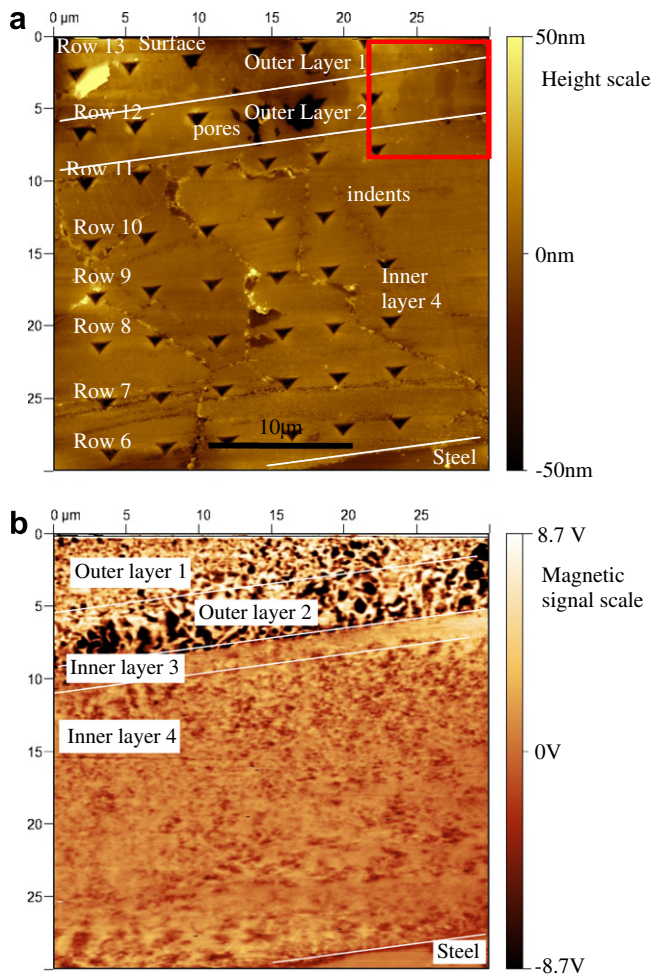 a
0 µm 5 10 15 20 25
0
5
10
15
20
25
Row 13
Surface
Outer Layer 1
Row 12
Outer Layer 2
pores
Row 11
indents
Row 10
Row 9
Inner
layer 4
Row 8
Row 7
10µm
Row 6
Steel
50nm
Height scale
0nm
-50nm
b
0 µm 5 10 15 20 25
0
5
10
15
20
25
Outer layer 1
Outer layer 2
Inner layer 3
Inner layer 4
Steel
8.7 V
Magnetic
signal scale
0V
-8.7V